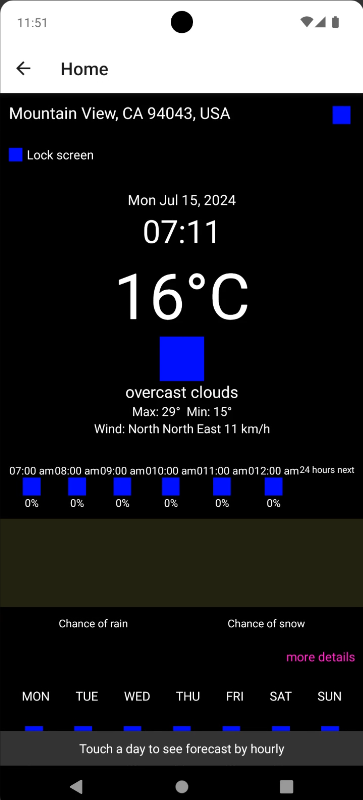 11:51
Home
Mountain View, CA 94043, USA
Lock screen
Mon Jul 15, 2024
07:11
16°C
overcast clouds
Max: 29° Min: 15°
Wind: North North East 11 km/h
07:00 am08:00 am09:00 am010:00 am011:00 am012:00 am24 hours next
0% 0% 0% 0% 0% 0%
Chance of rain Chance of snow
more details
MON TUE WED THU FRI SAT SUN
Touch a day to see forecast by hourly